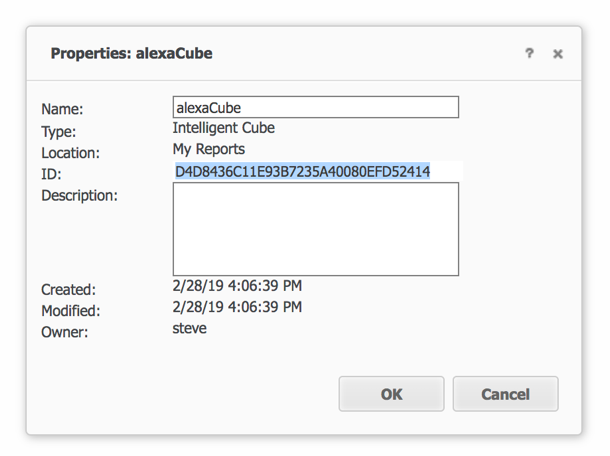 Properties: alexaCube ? ×
Name: alexaCube
Type: Intelligent Cube
Location: My Reports
ID: D4D8436C11E93B7235A40080EFD52414
Description:
Created: 2/28/19 4:06:39 PM
Modified: 2/28/19 4:06:39 PM
Owner: steve
OK Cancel